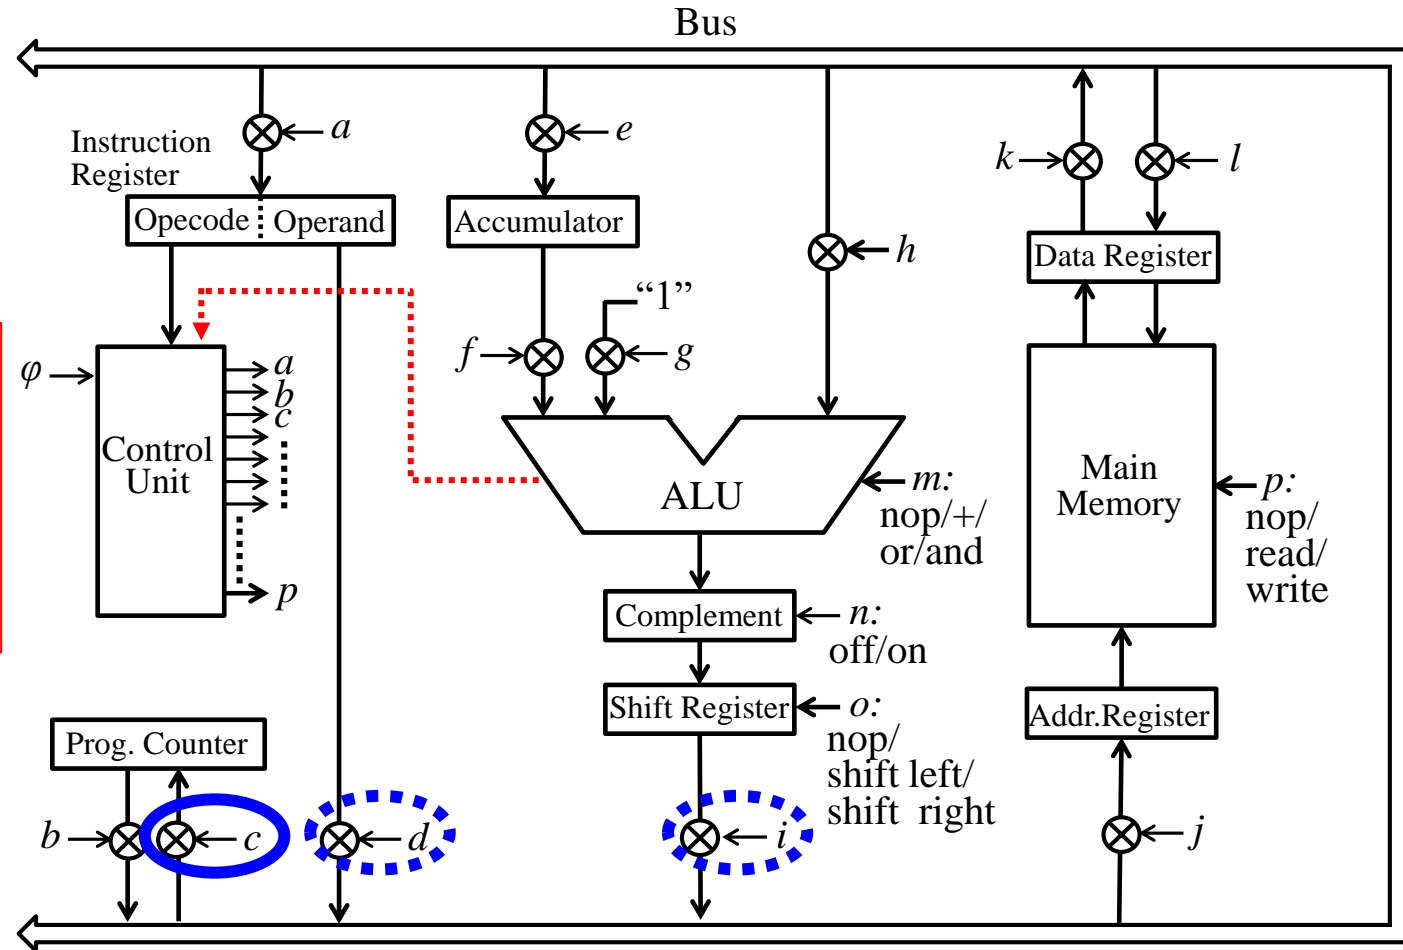 Bus
a
e
k
l
Instruction
Register
Opecode
Operand
Accumulator
h
Data Register
“1”
f
g
φ
a
b
c
Control
Unit
p
ALU
m:
nop/+/
or/and
Main
Memory
p:
nop/
read/
write
Complement
n:
off/on
Shift Register
o:
nop/
shift left/
shift right
Addr.Register
Prog. Counter
b
c
d
i
j